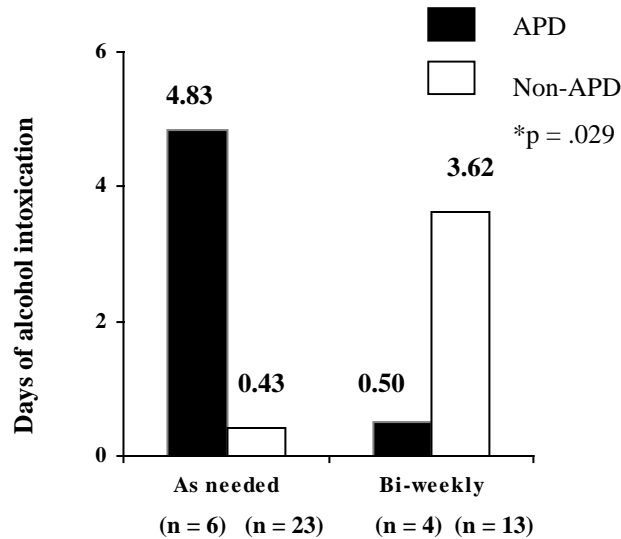 APD
Non-APD
*p = .029
Days of alcohol intoxication
6
4
2
0
4.83
0.43
0.50
3.62
As needed
Bi-weekly
(n = 6) (n = 23)
(n = 4) (n = 13)